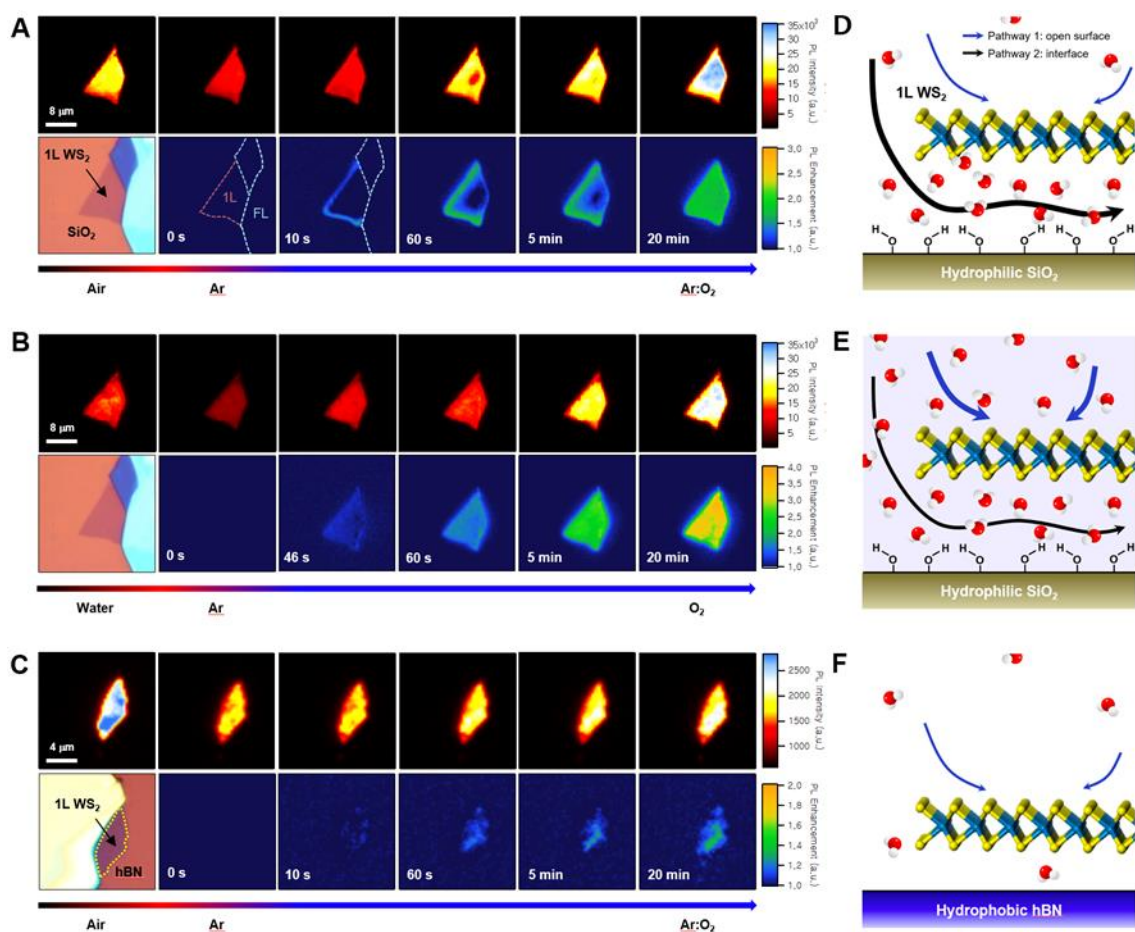 A
35x10³
30
25
20
15
10
5
PL Intensity (a.u.)
8 μm
1L WS₂
SiO₂
1L
FL
0 s
10 s
60 s
5 min
20 min
3,0
2,5
2,0
1,5
1,0
PL Enhancement (a.u.)
Air
Ar
Ar:O₂
B
35x10³
30
25
20
15
10
5
PL Intensity (a.u.)
8 μm
0 s
46 s
60 s
5 min
20 min
4,0
3,5
3,0
2,5
2,0
1,5
1,0
PL Enhancement (a.u.)
Water
Ar
O₂
C
2500
2000
1500
1000
PL Intensity (a.u.)
4 μm
1L WS₂
hBN
0 s
10 s
60 s
5 min
20 min
2,0
1,8
1,6
1,4
1,2
1,0
PL Enhancement (a.u.)
Air
Ar
Ar:O₂
D
Pathway 1: open surface
Pathway 2: interface
1L WS₂
H H H H H H
O O O O O O
Hydrophilic SiO₂
E
H H H H H H
O O O O O O
Hydrophilic SiO₂
F
Hydrophobic hBN